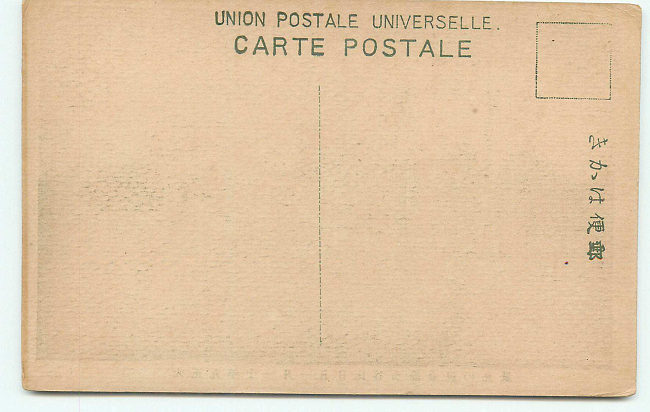 UNION POSTALE UNIVERSELLE.
CARTE POSTALE
きかは便郵